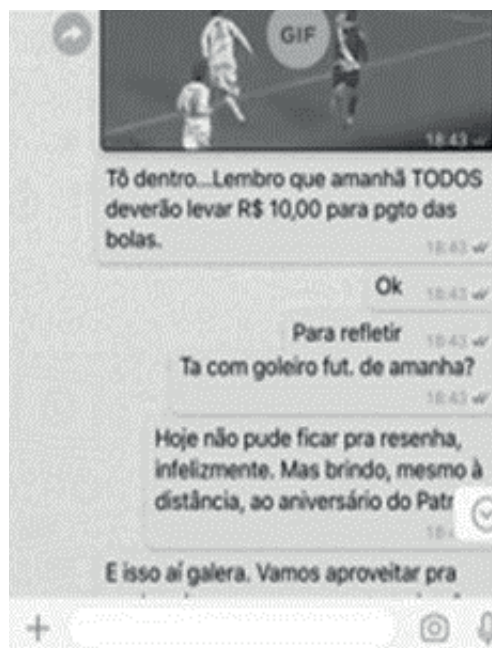 GIF
18:43
Tô dentro...Lembro que amanhã TODOS
deverão levar R$ 10,00 para pgto das
bolas.
18:43
Ok
18:43
Para refletir
18:43
Ta com goleiro fut. de amanha?
18:43
Hoje não pude ficar pra resenha,
infelizmente. Mas brindo, mesmo à
distância, ao aniversário do Patr
E isso aí galera. Vamos aproveitar pra